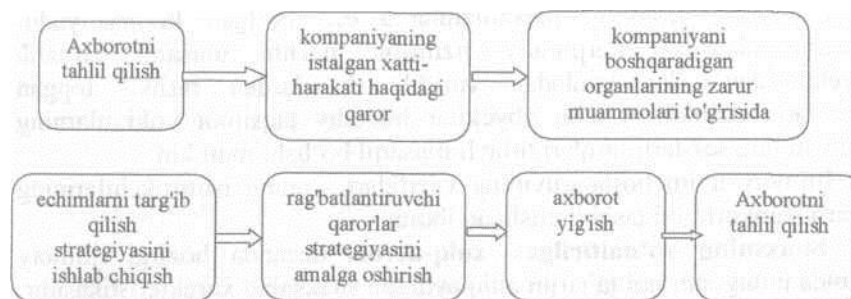 Axborotni
tahlil qilish
kompaniyaning
istalgan xatti-
harakati haqidagi
qaror
kompaniyani
boshqaradigan
organlarining zarur
muammolari to'g'risida
echimlarni targ'ib
qilish
strategiyasini
ishlab chiqish
rag'batlantiruvchi
qarorlar
strategiyasini
amalga oshirish
axborot
yig'ish
Axborotni
tahlil qilish